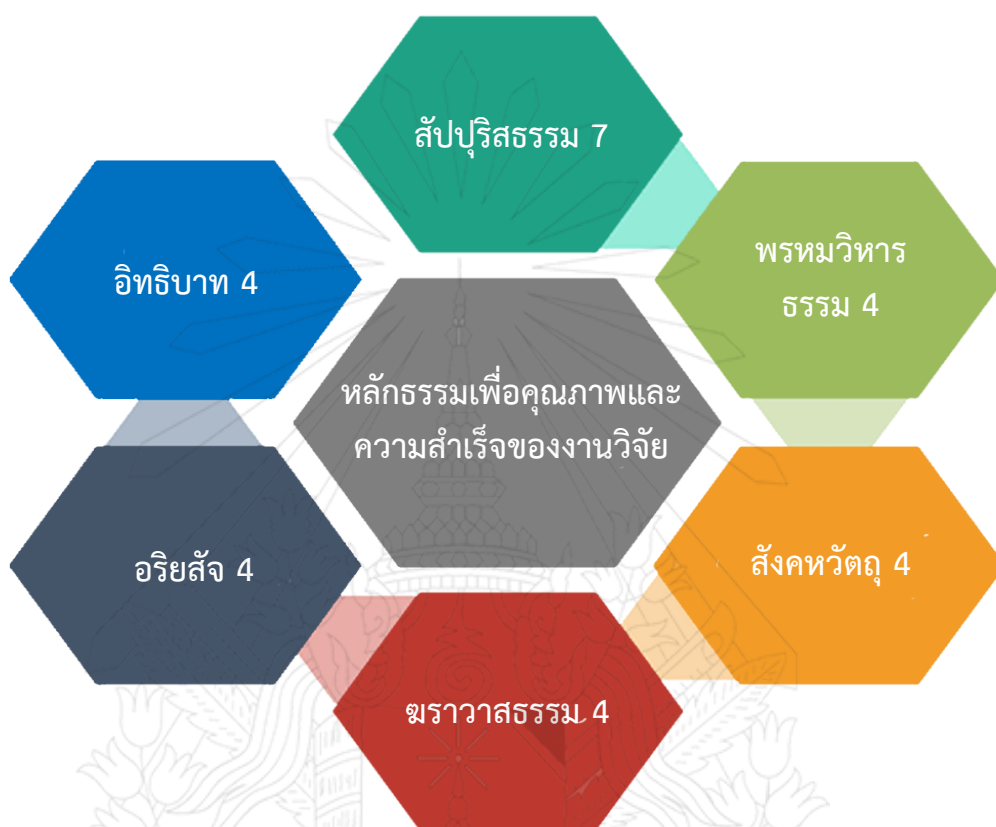 สัปปุริสธรรม 7
พรหมวิหาร
ธรรม 4
อิทธิบาท 4
หลักธรรมเพื่อคุณภาพและ
ความสำเร็จของงานวิจัย
อริยสัจ 4
สังคหวัตถุ 4
ฆราวาสธรรม 4